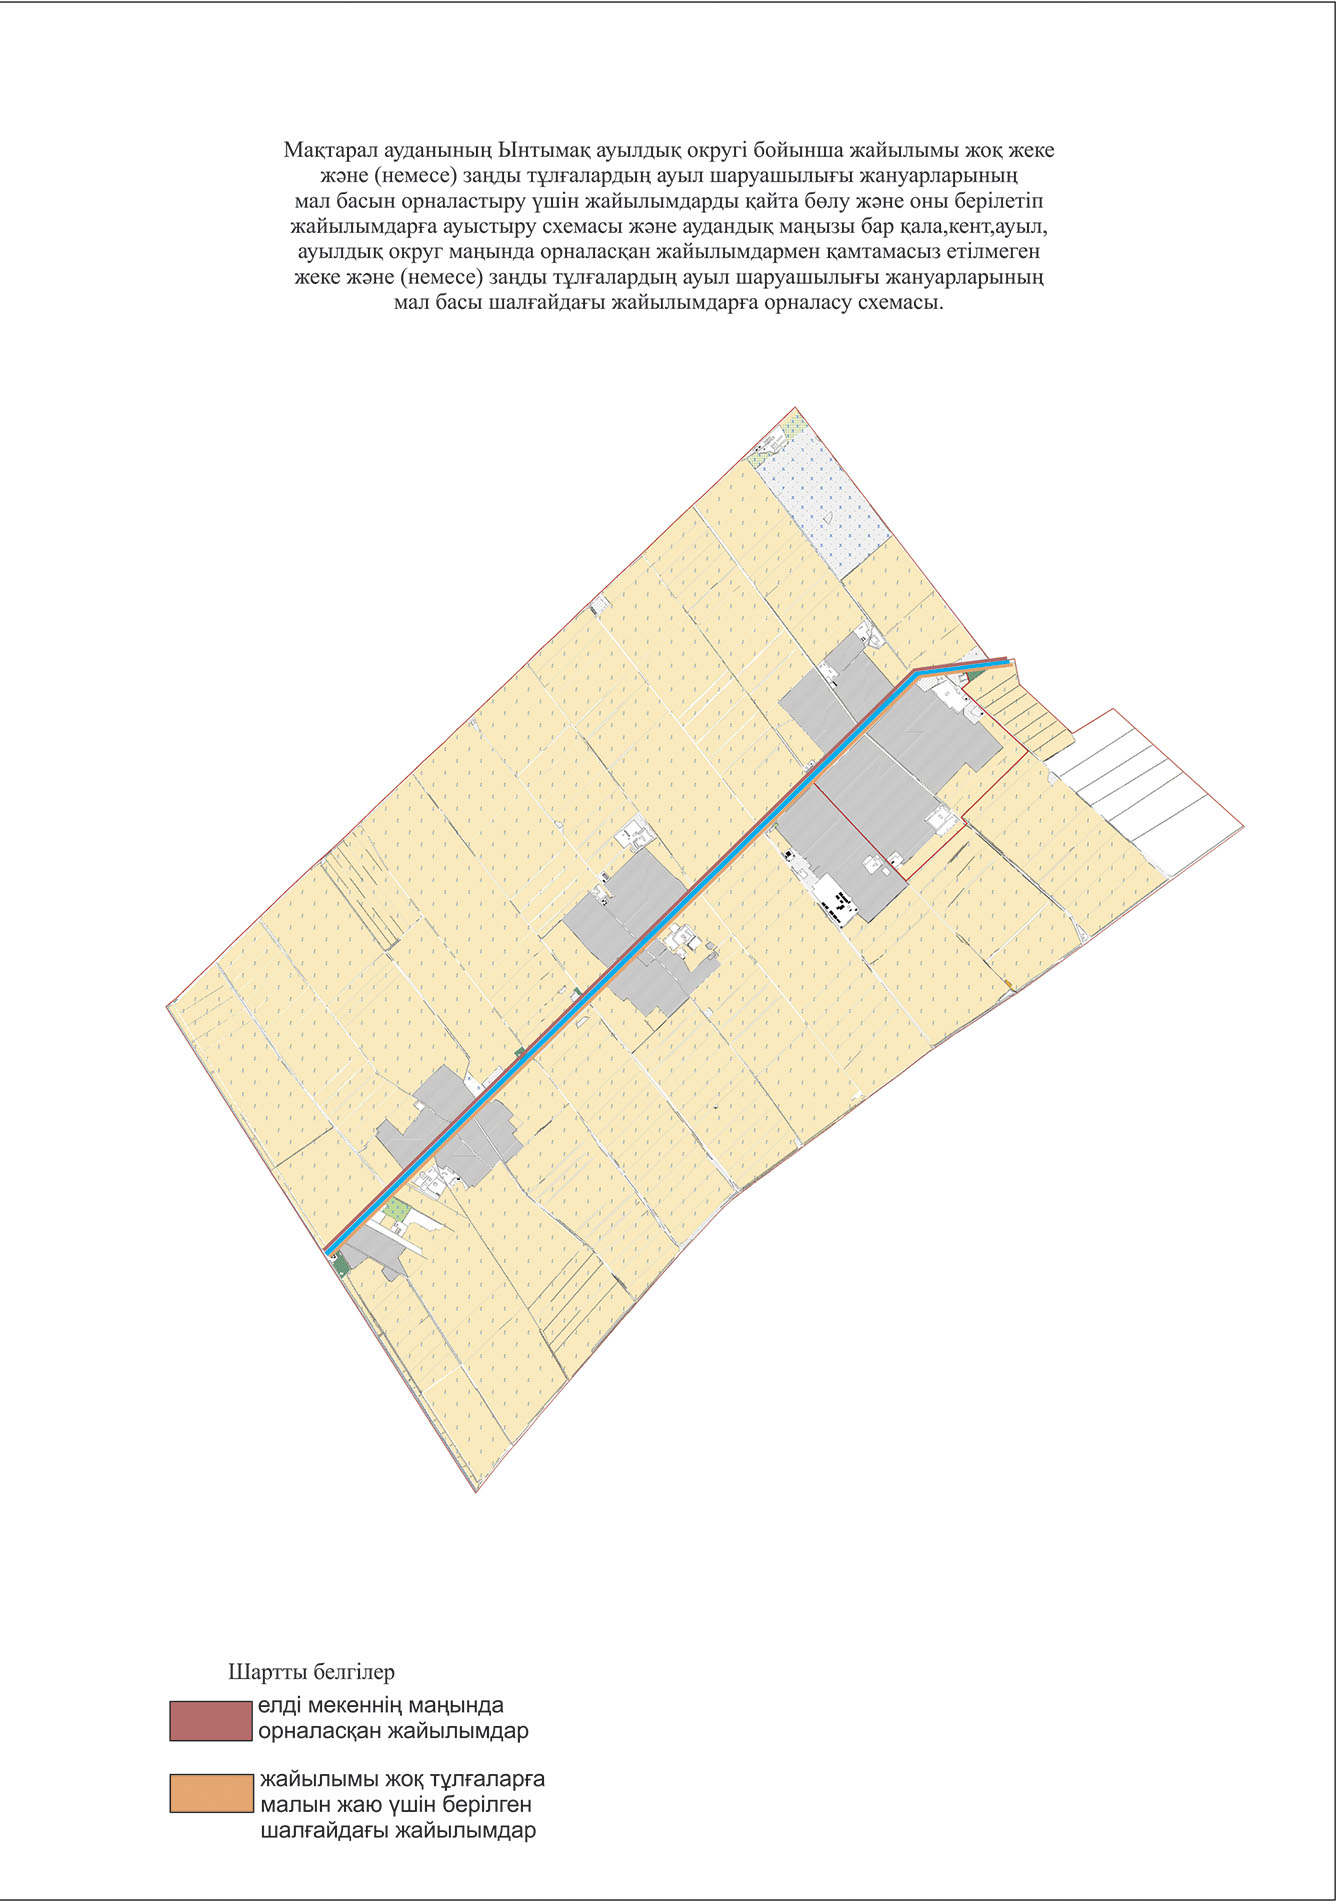 Мақтарал ауданының Ынтымақ ауылдық округі бойынша жайылымы жоқ жеке
және (немесе) заңды тұлғалардың ауыл шаруашылығы жануарларының
мал басын орналастыру үшін жайылымдарды қайта бөлу және оны берілетіп
жайылымдарға ауыстыру схемасы және аудандық маңызы бар қала,кент,ауыл,
ауылдық округ маңында орналасқан жайылымдармен қамтамасыз етілмеген
жеке және (немесе) заңды тұлғалардың ауыл шаруашылығы жануарларының
мал басы шалғайдағы жайылымдарға орналасу схемасы.
Шартты белгілер
елді мекеннің маңында
орналасқан жайылымдар
жайылымы жоқ тұлғаларға
малын жаю үшін берілген
шалғайдағы жайылымдар